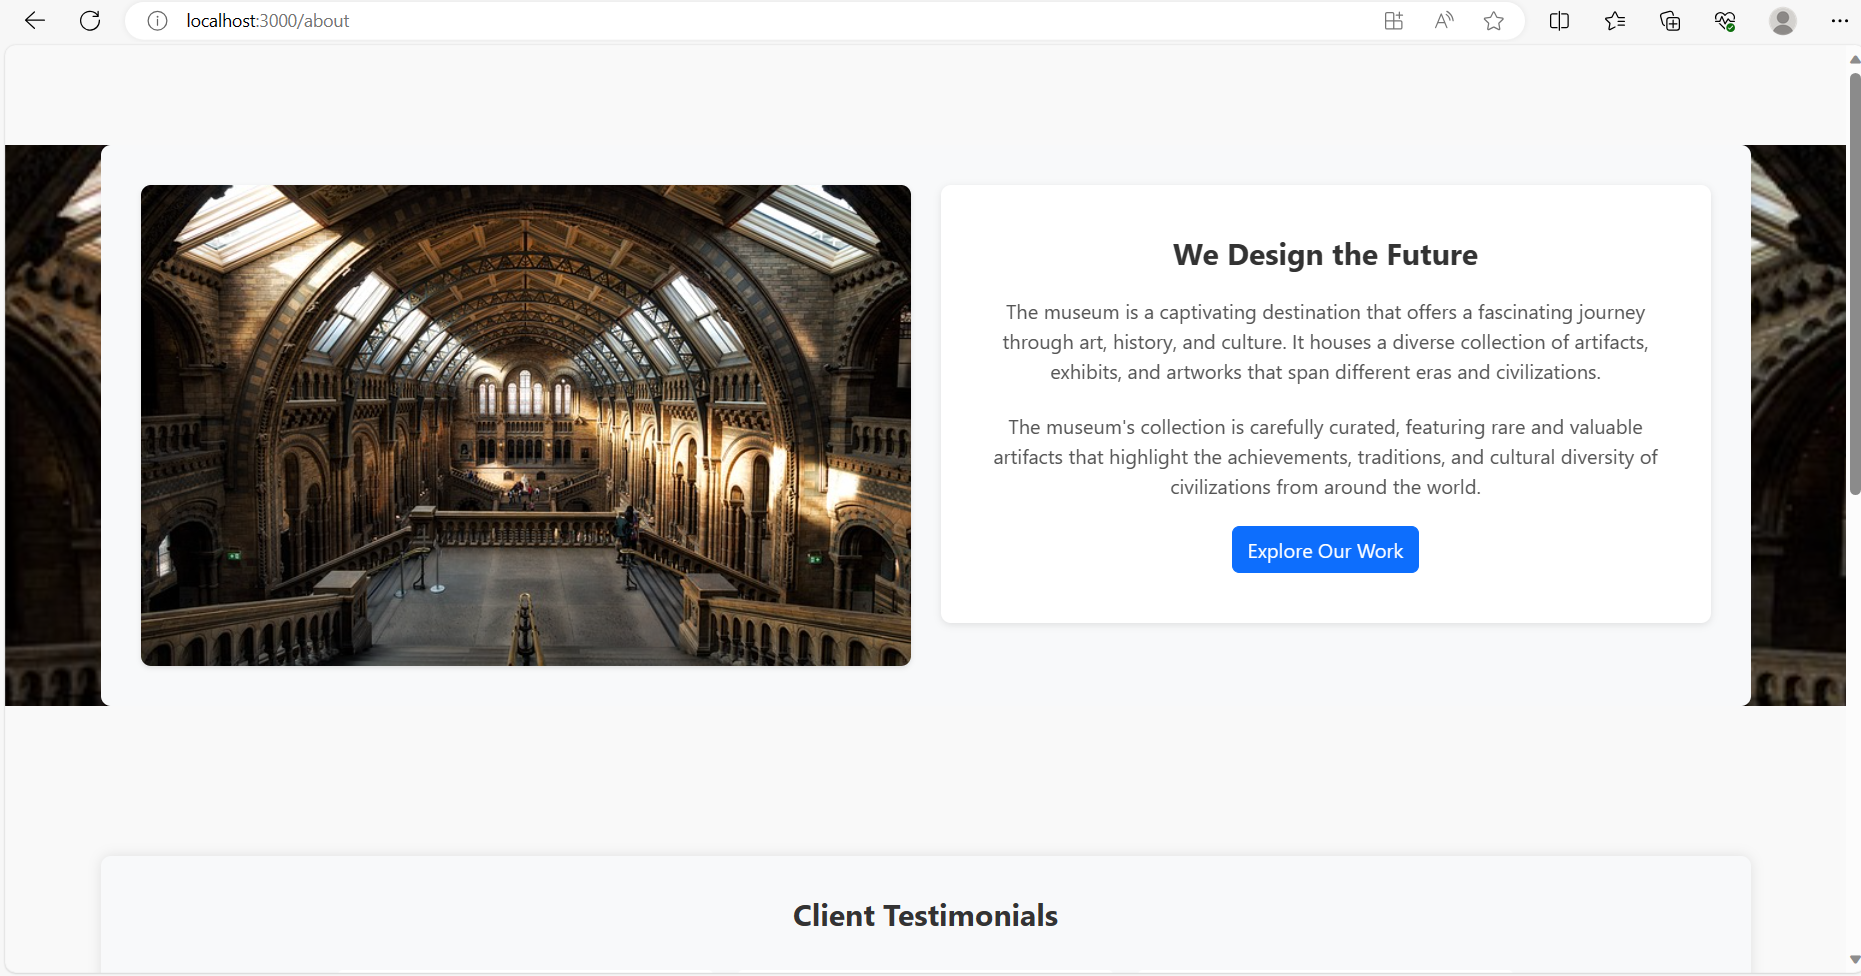 localhost:3000/about
We Design the Future
The museum is a captivating destination that offers a fascinating journey
through art, history, and culture. It houses a diverse collection of artifacts,
exhibits, and artworks that span different eras and civilizations.
The museum's collection is carefully curated, featuring rare and valuable
artifacts that highlight the achievements, traditions, and cultural diversity of
civilizations from around the world.
Explore Our Work
Client Testimonials